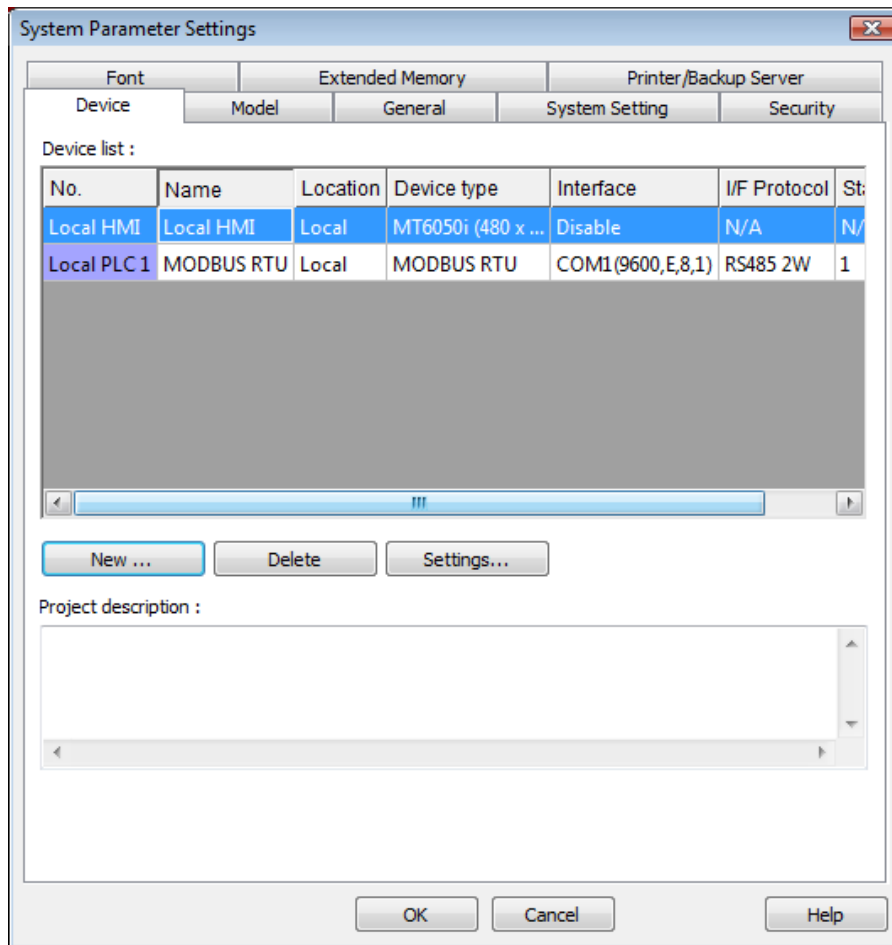 System Parameter Settings
Font Extended Memory Printer/Backup Server
Device Model General System Setting Security
Device list :
No. Name Location Device type Interface I/F Protocol Sta
Local HMI Local HMI Local MT6050i (480 x ... Disable N/A N/
Local PLC 1 MODBUS RTU Local MODBUS RTU COM1(9600,E,8,1) RS485 2W 1
New ... Delete Settings...
Project description :
OK Cancel Help